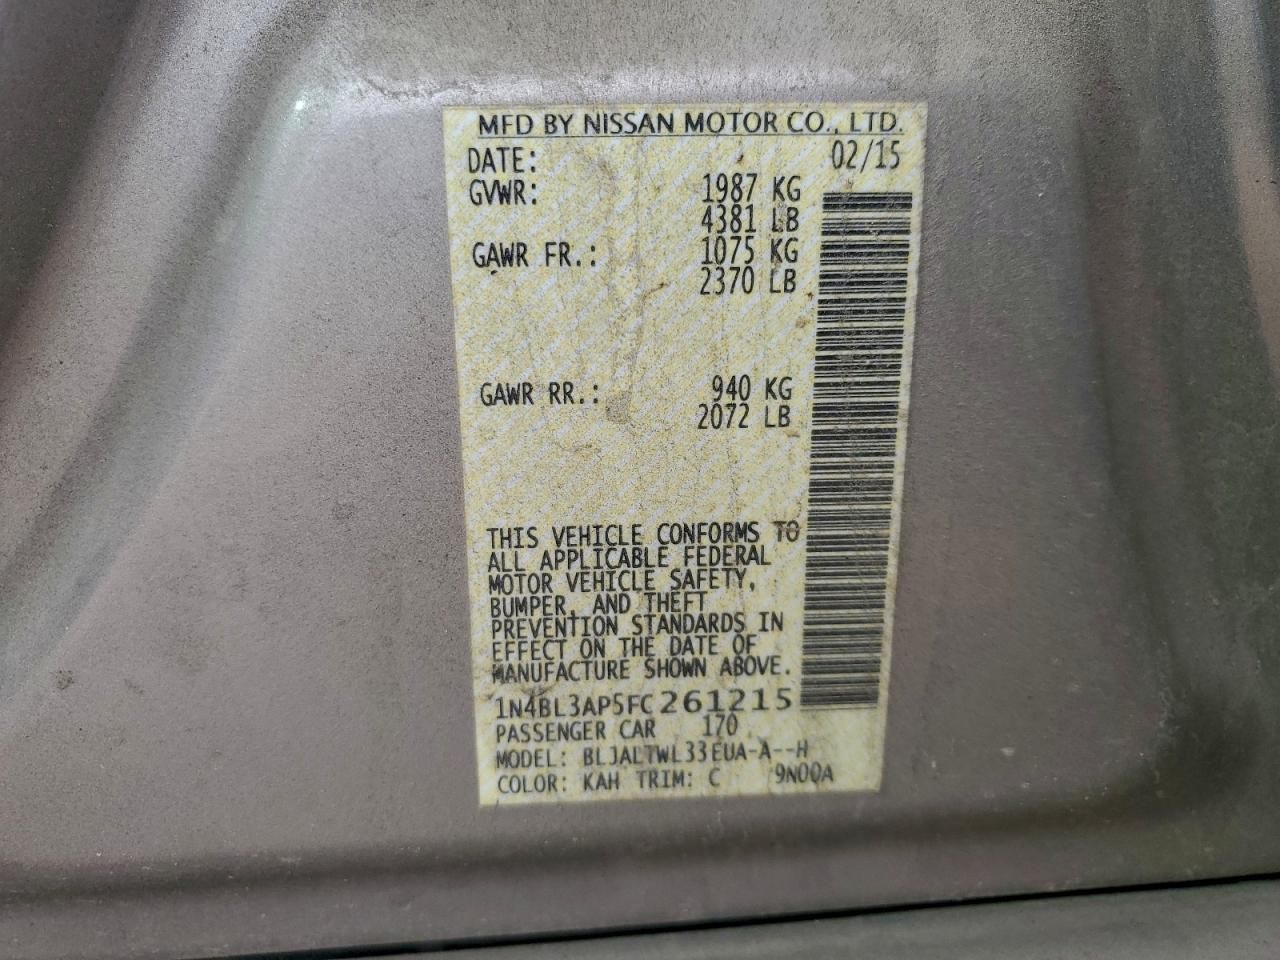 MFD BY NISSAN MOTOR CO., LTD.
DATE: 02/15
GVWR: 1987 KG
4381 LB
GAWR FR.: 1075 KG
2370 LB
GAWR RR.: 940 KG
2072 LB
THIS VEHICLE CONFORMS TO
ALL APPLICABLE FEDERAL
MOTOR VEHICLE SAFETY,
BUMPER, AND THEFT
PREVENTION STANDARDS IN
EFFECT ON THE DATE OF
MANUFACTURE SHOWN ABOVE.
1N4BL3AP5FC261215
PASSENGER CAR 170
MODEL: BLJALTWL33EUA-A--H
COLOR: KAH TRIM: C 9N00A